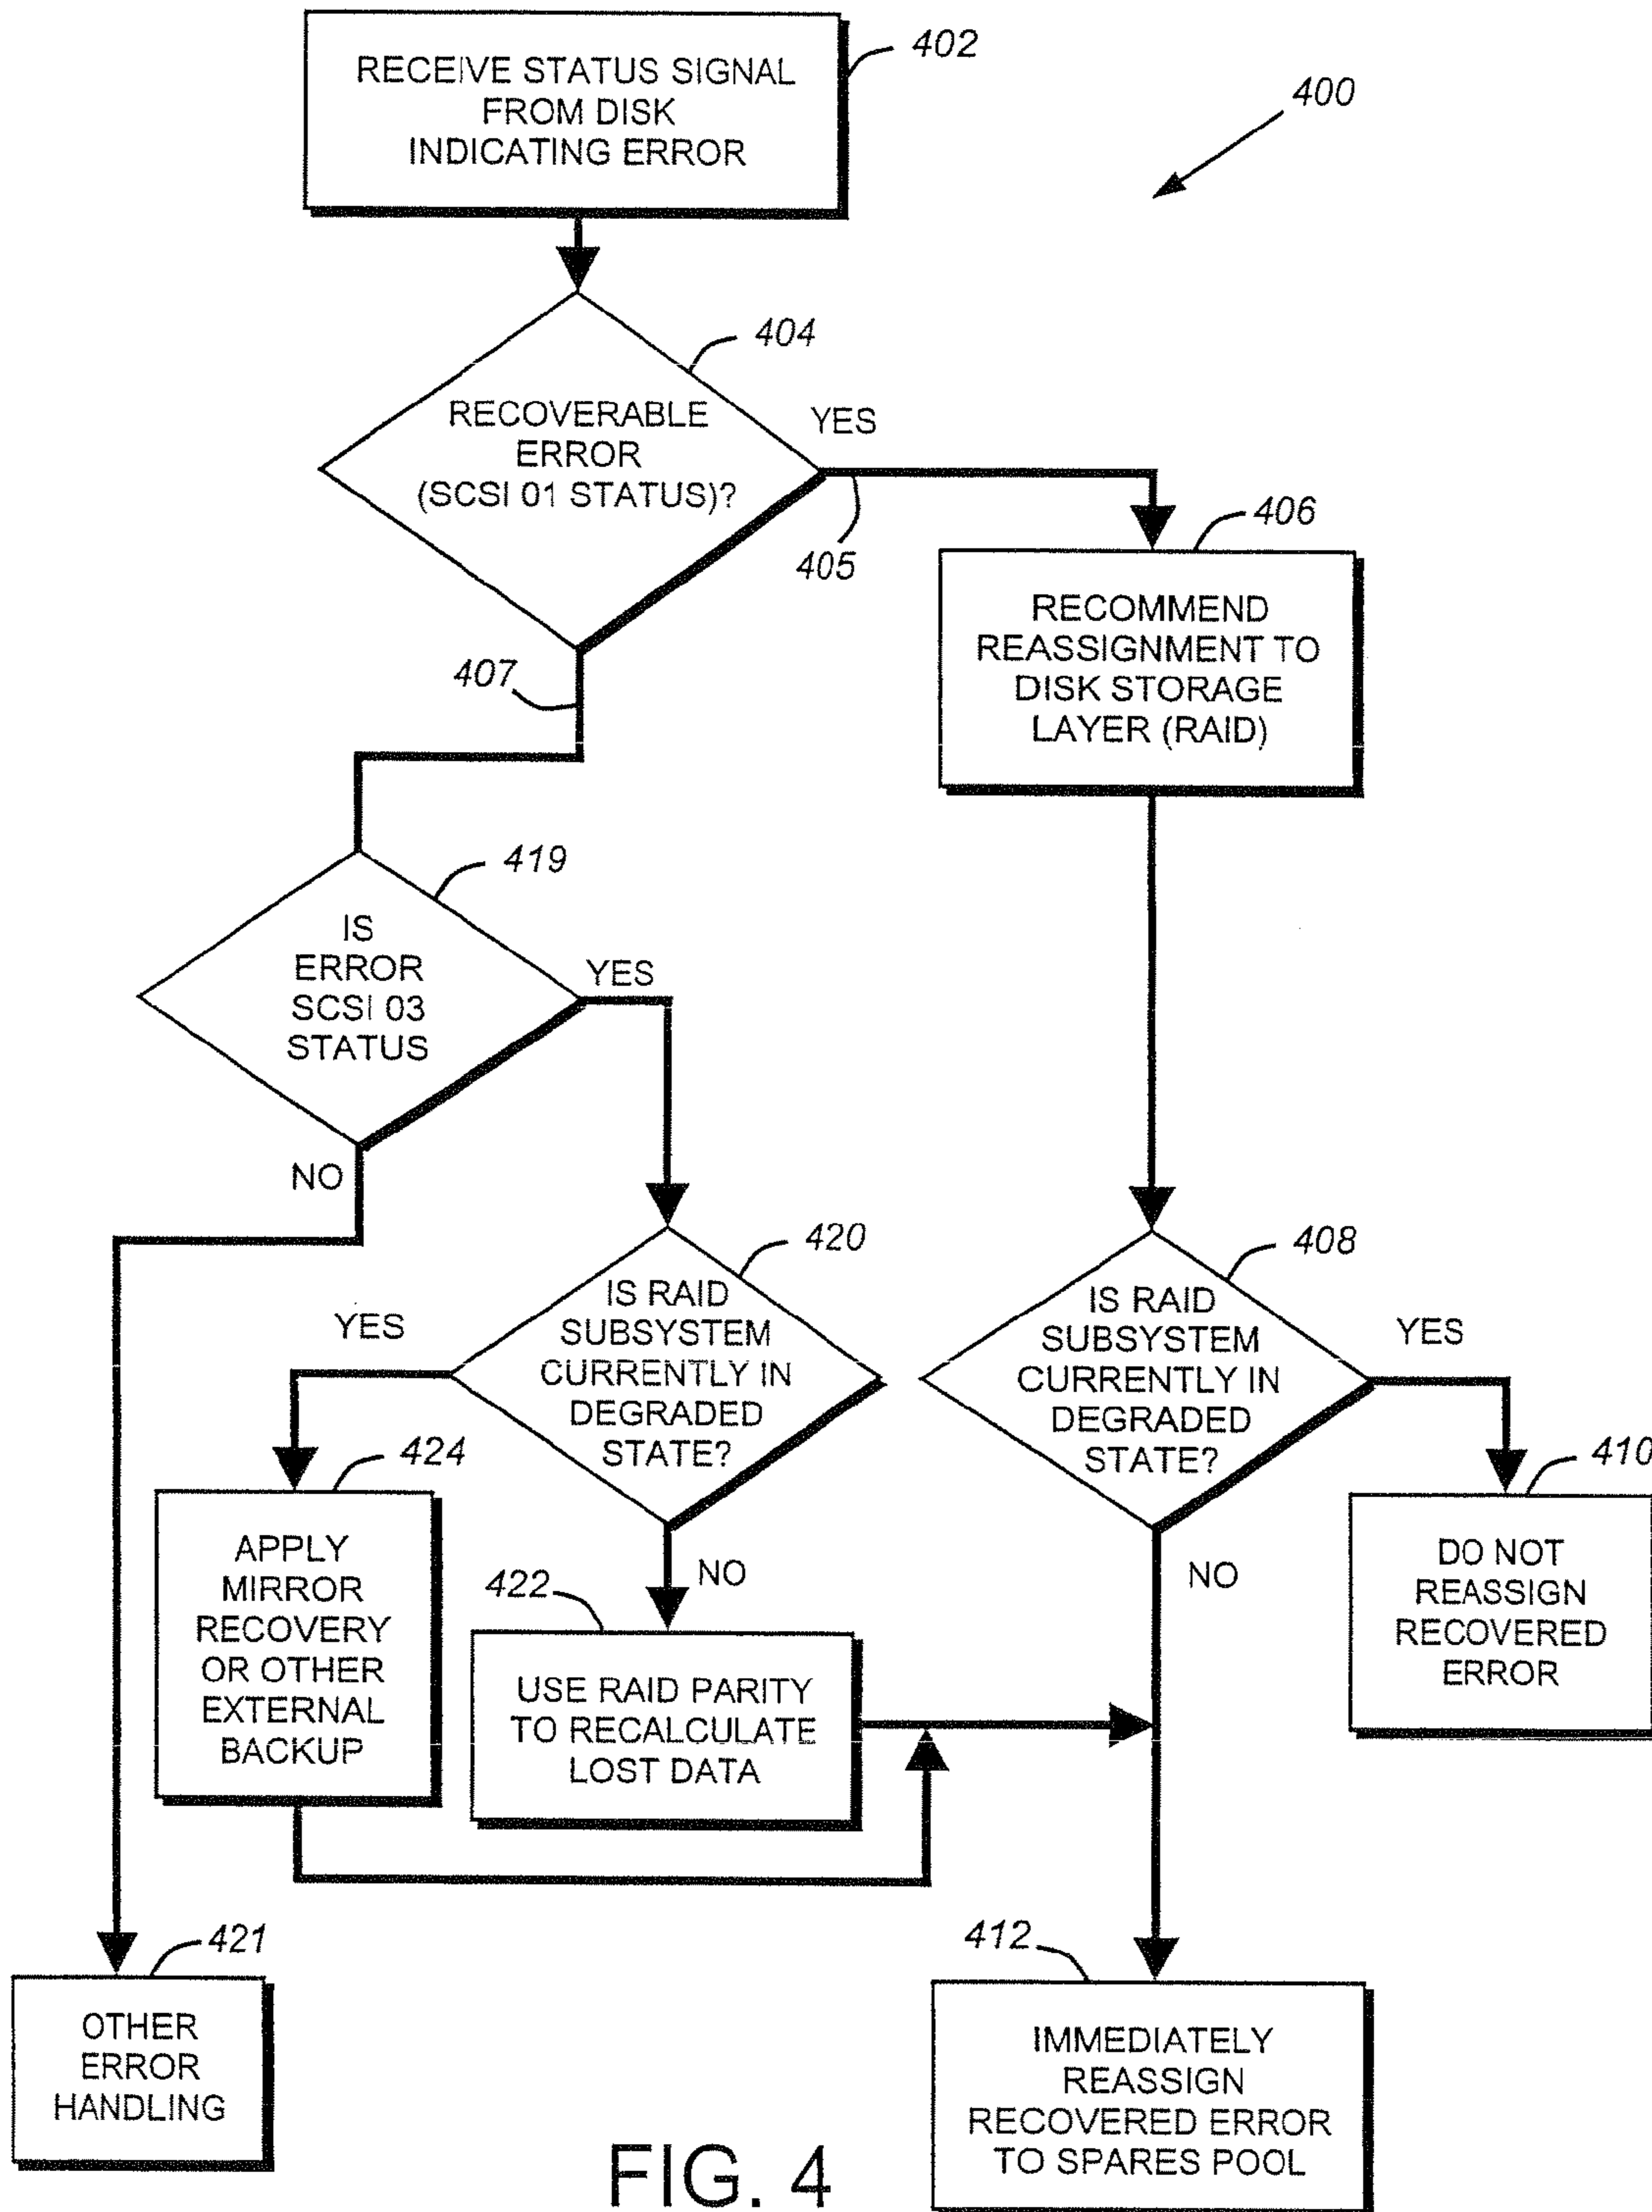 402
RECEIVE STATUS SIGNAL
FROM DISK
INDICATING ERROR
400
404
RECOVERABLE
ERROR
(SCSI 01 STATUS)?
YES
405
406
RECOMMEND
REASSIGNMENT TO
DISK STORAGE
LAYER (RAID)
407
419
IS
ERROR
SCSI 03
STATUS
YES
NO
420
IS RAID
SUBSYSTEM
CURRENTLY IN
DEGRADED
STATE?
YES
NO
408
IS RAID
SUBSYSTEM
CURRENTLY IN
DEGRADED
STATE?
YES
NO
424
APPLY
MIRROR
RECOVERY
OR OTHER
EXTERNAL
BACKUP
422
USE RAID PARITY
TO RECALCULATE
LOST DATA
410
DO NOT
REASSIGN
RECOVERED
ERROR
421
OTHER
ERROR
HANDLING
412
IMMEDIATELY
REASSIGN
RECOVERED ERROR
TO SPARES POOL
FIG. 4